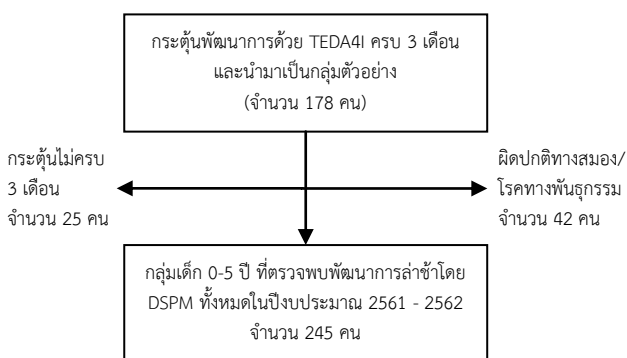 กระตุ้นพัฒนาการด้วย TEDA4I ครบ 3 เดือน
และนำมาเป็นกลุ่มตัวอย่าง
(จำนวน 178 คน)
กระตุ้นไม่ครบ
3 เดือน
จำนวน 25 คน
ผิดปกติทางสมอง/
โรคทางพันธุกรรม
จำนวน 42 คน
กลุ่มเด็ก 0-5 ปี ที่ตรวจพบพัฒนาการล่าช้าโดย
DSPM ทั้งหมดในปีงบประมาณ 2561 - 2562
จำนวน 245 คน